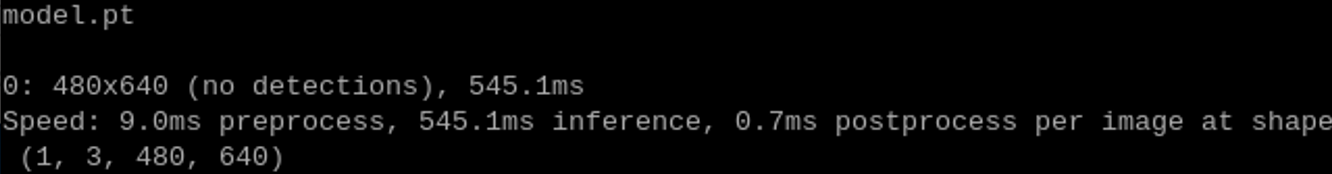 model.pt
0: 480x640 (no detections), 545.1ms
Speed: 9.0ms preprocess, 545.1ms inference, 0.7ms postprocess per image at shape
(1, 3, 480, 640)